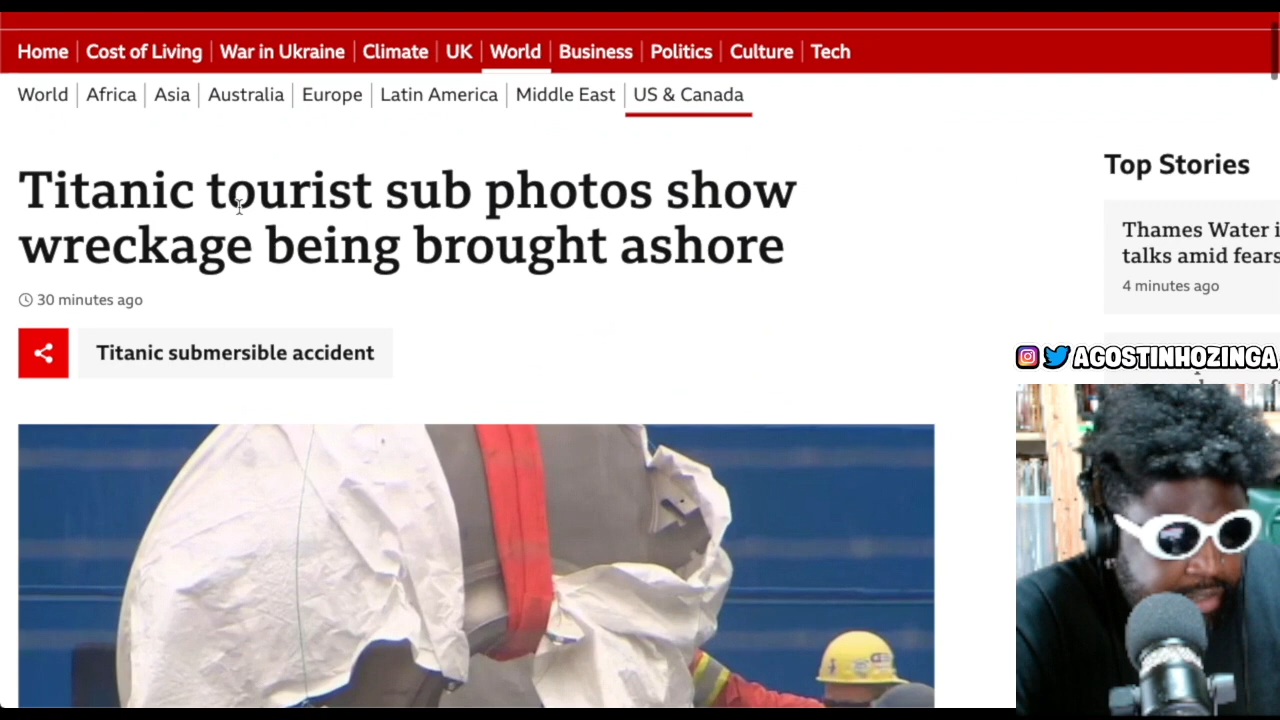 Home Cost of Living War in Ukraine Climate UK World Business Politics Culture Tech
World Africa Asia Australia Europe Latin America Middle East US & Canada
Titanic tourist sub photos show
wreckage being brought ashore
30 minutes ago
Titanic submersible accident
Top Stories
Thames Water i
talks amid fears
4 minutes ago
AGOSTINHOZINGA